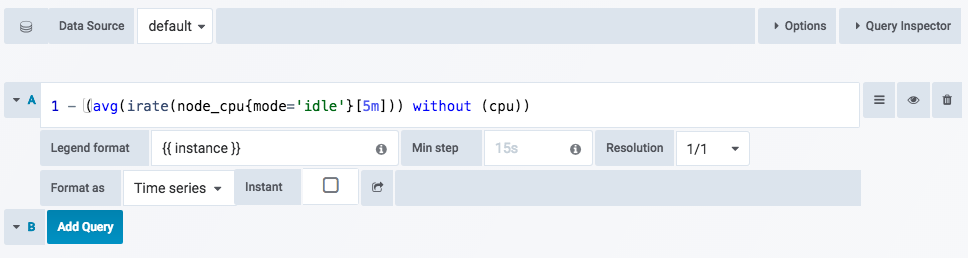 Data Source default Options Query Inspector
A 1 - (avg(irate(node_cpu{mode='idle'}[5m])) without (cpu))
Legend format {{ instance }} Min step 15s Resolution 1/1
Format as Time series Instant
B Add Query